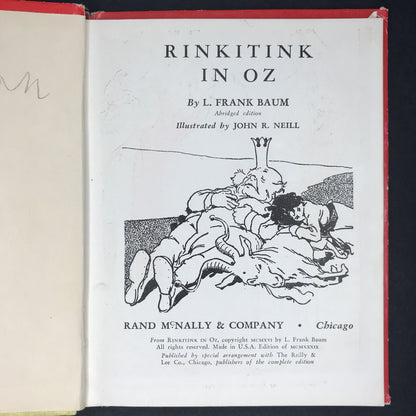 RINKITINK
IN OZ
By L. FRANK BAUM
Abridged edition
Illustrated by JOHN R. NEILL
RAND McNALLY & COMPANY • Chicago
From RINKITINK IN OZ, copyright MCMXVI by L. Frank Baum
All rights reserved. Made in U.S.A. Edition of MCMXXXIX
Published by special arrangement with The Reilly &
Lee Co., Chicago, publishers of the complete edition